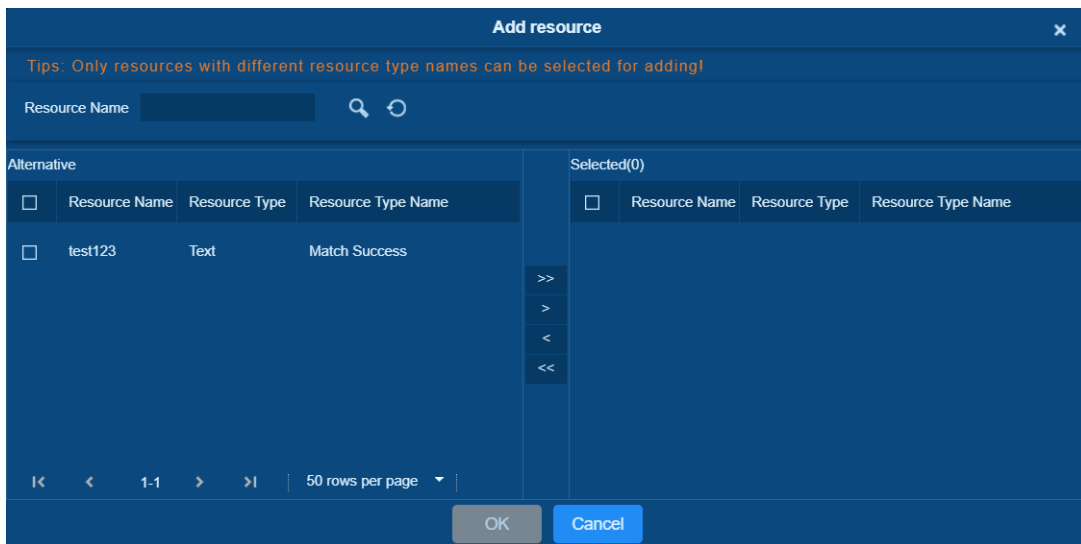 Add resource
Tips: Only resources with different resource type names can be selected for adding!
Resource Name
Alternative
Selected(0)
Resource Name Resource Type Resource Type Name
Resource Name Resource Type Resource Type Name
test123 Text Match Success
>>
>
<
<<
1-1
50 rows per page
OK
Cancel